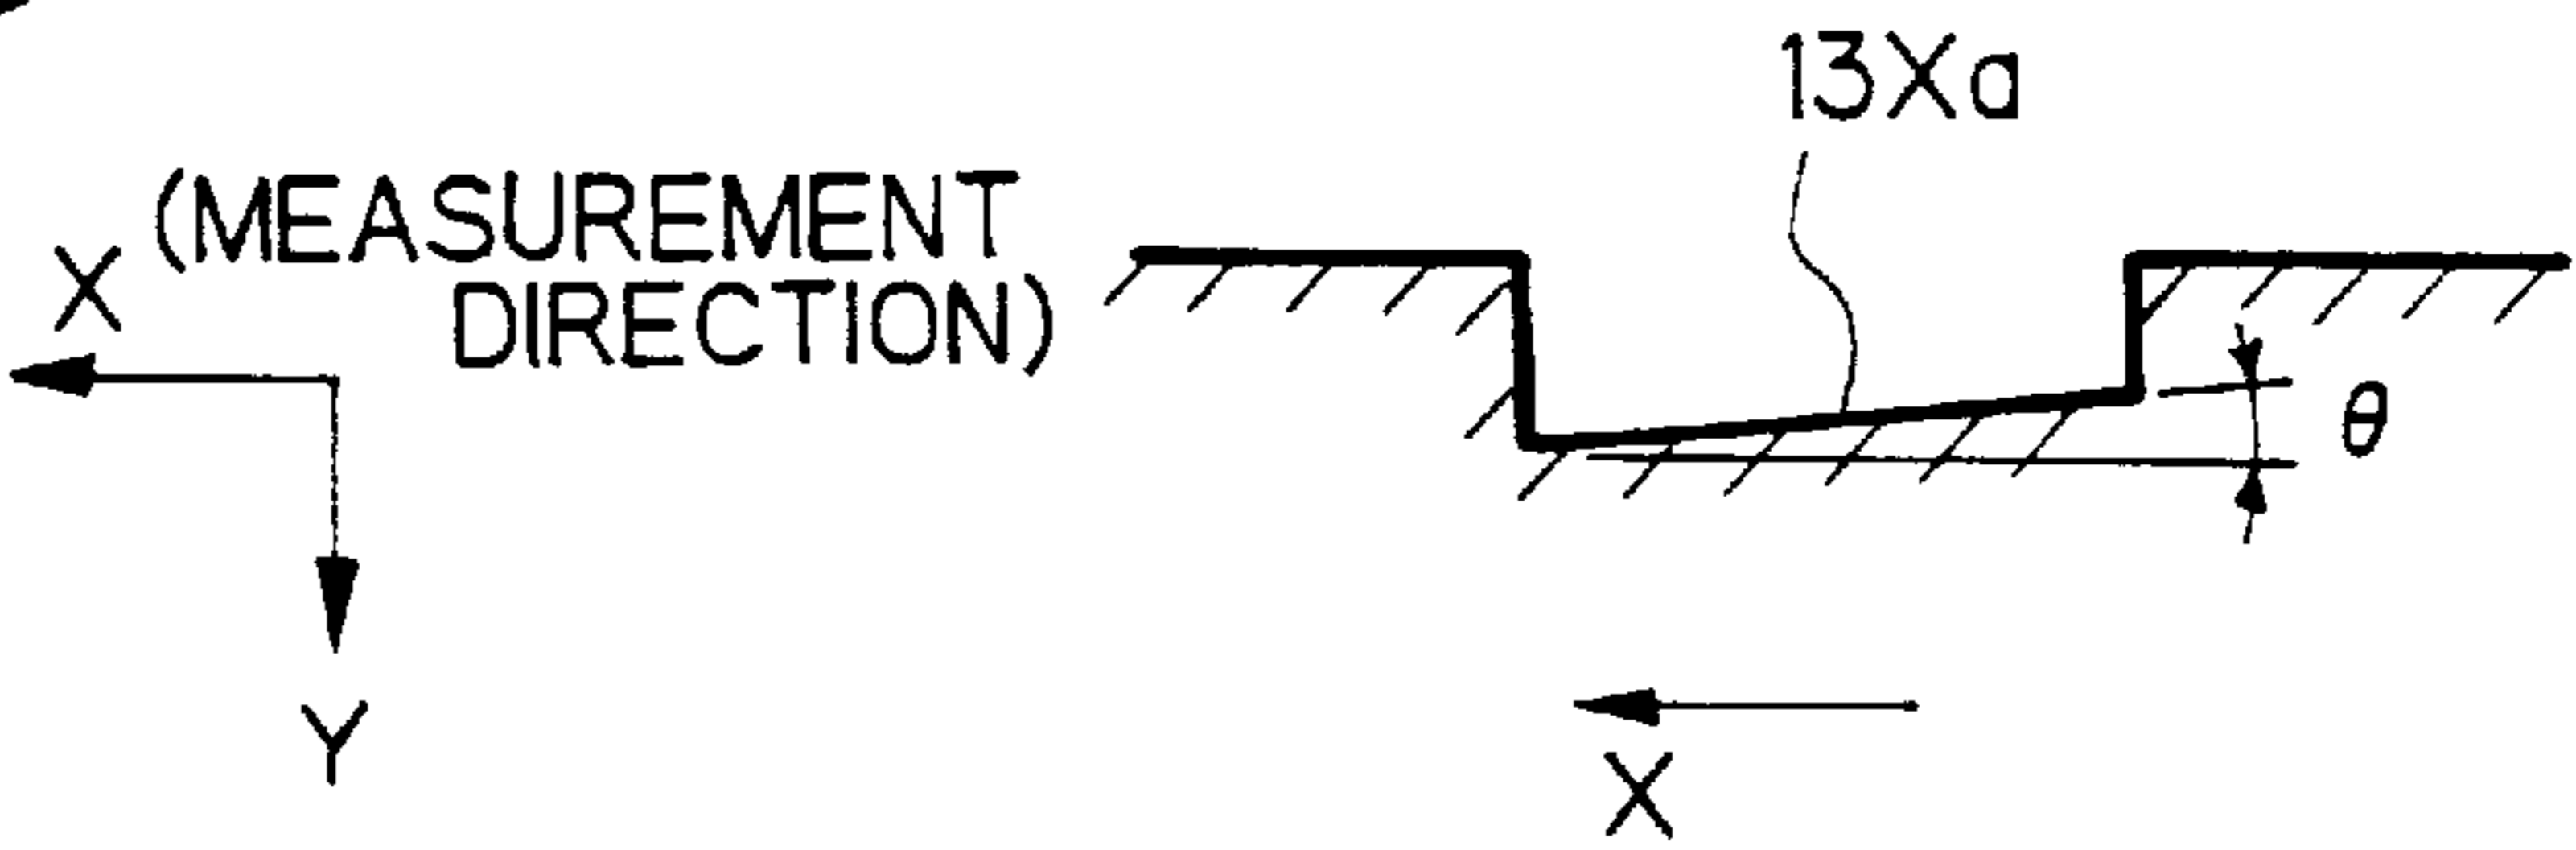 13Xa
X (MEASUREMENT
DIRECTION)
θ
Y
X